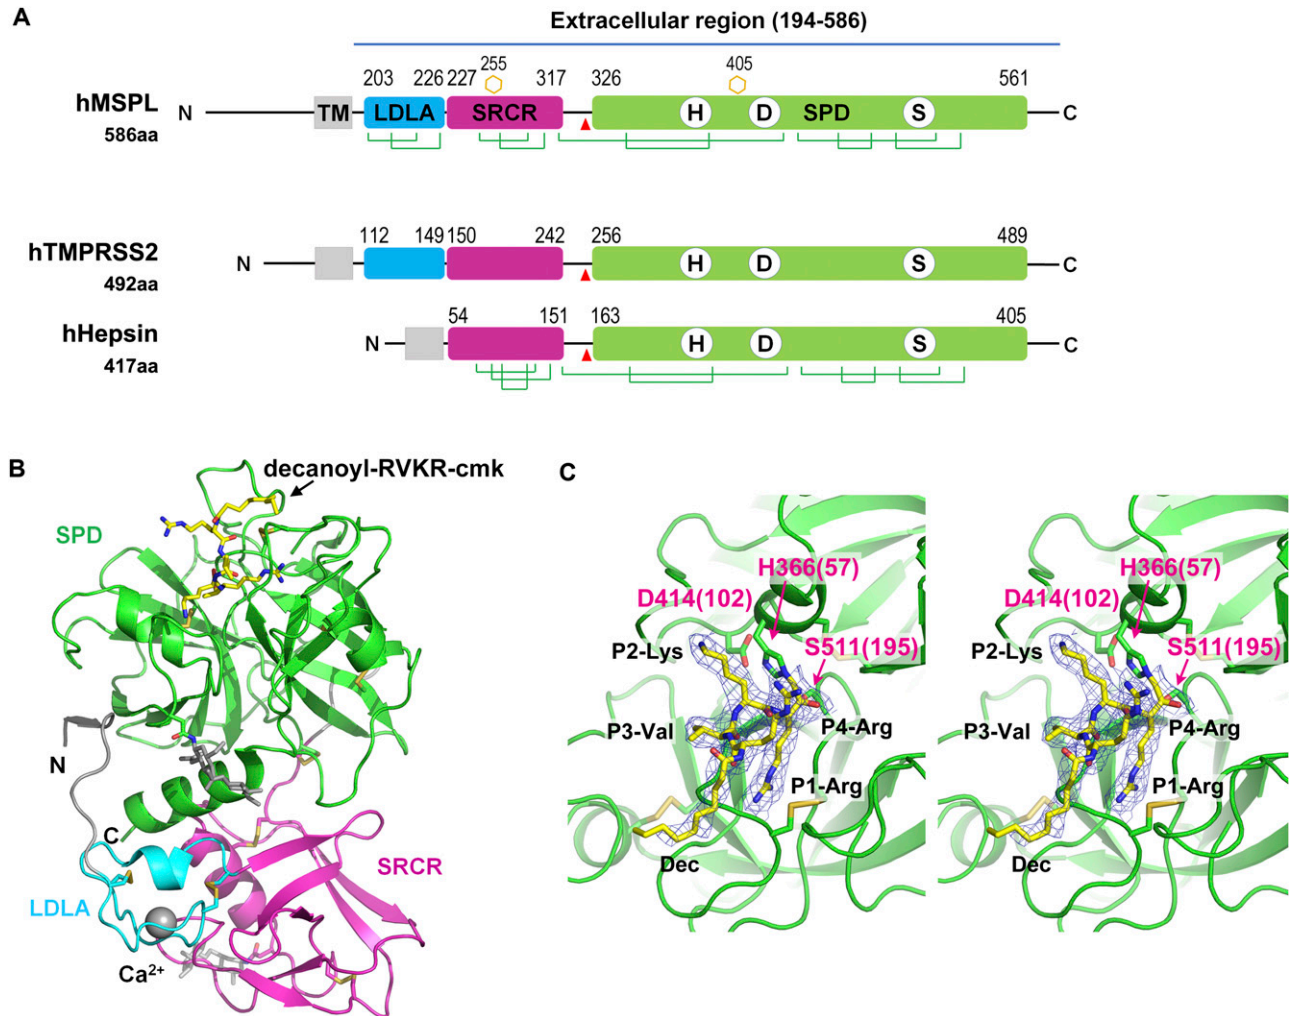 A
Extracellular region (194-586)
255 405
203 226 227 317 326 561
hMSPL N TM LDLA SRCR H D SPD S C
586aa
112 149 150 242 256 489
hTMPRSS2 N H D S C
492aa
54 151 163 405
hHepsin N H D S C
417aa
B
decanoyl-RVKR-cmk
SPD
N
C
SRCR
LDLA
Ca²⁺
C
H366(57) H366(57)
D414(102) D414(102)
S511(195) S511(195)
P2-Lys P2-Lys
P3-Val P4-Arg P3-Val P4-Arg
P1-Arg P1-Arg
Dec Dec